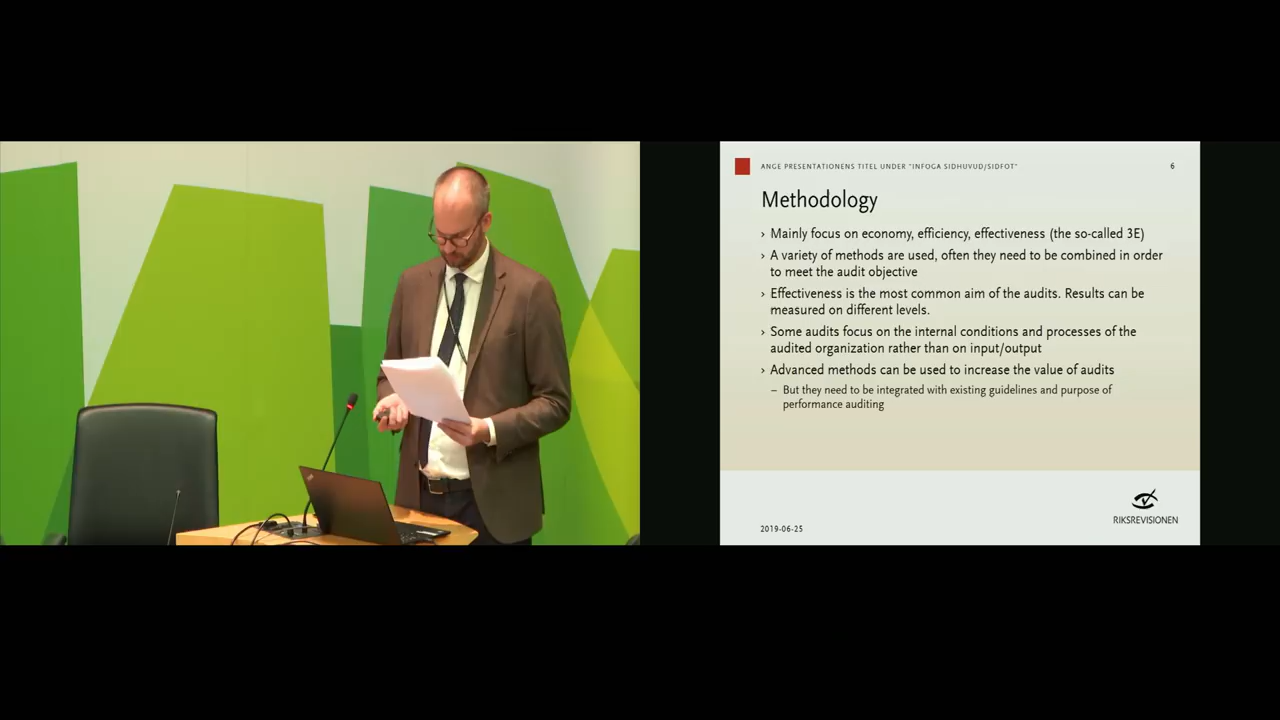 ANGE PRESENTATIONENS TITEL UNDER "INFOGA SIDHUVUD/SIDFOT"
6
Methodology
› Mainly focus on economy, efficiency, effectiveness (the so-called 3E)
› A variety of methods are used, often they need to be combined in order
to meet the audit objective
› Effectiveness is the most common aim of the audits. Results can be
measured on different levels.
› Some audits focus on the internal conditions and processes of the
audited organization rather than on input/output
› Advanced methods can be used to increase the value of audits
– But they need to be integrated with existing guidelines and purpose of
performance auditing
RIKSREVISIONEN
2019-06-25